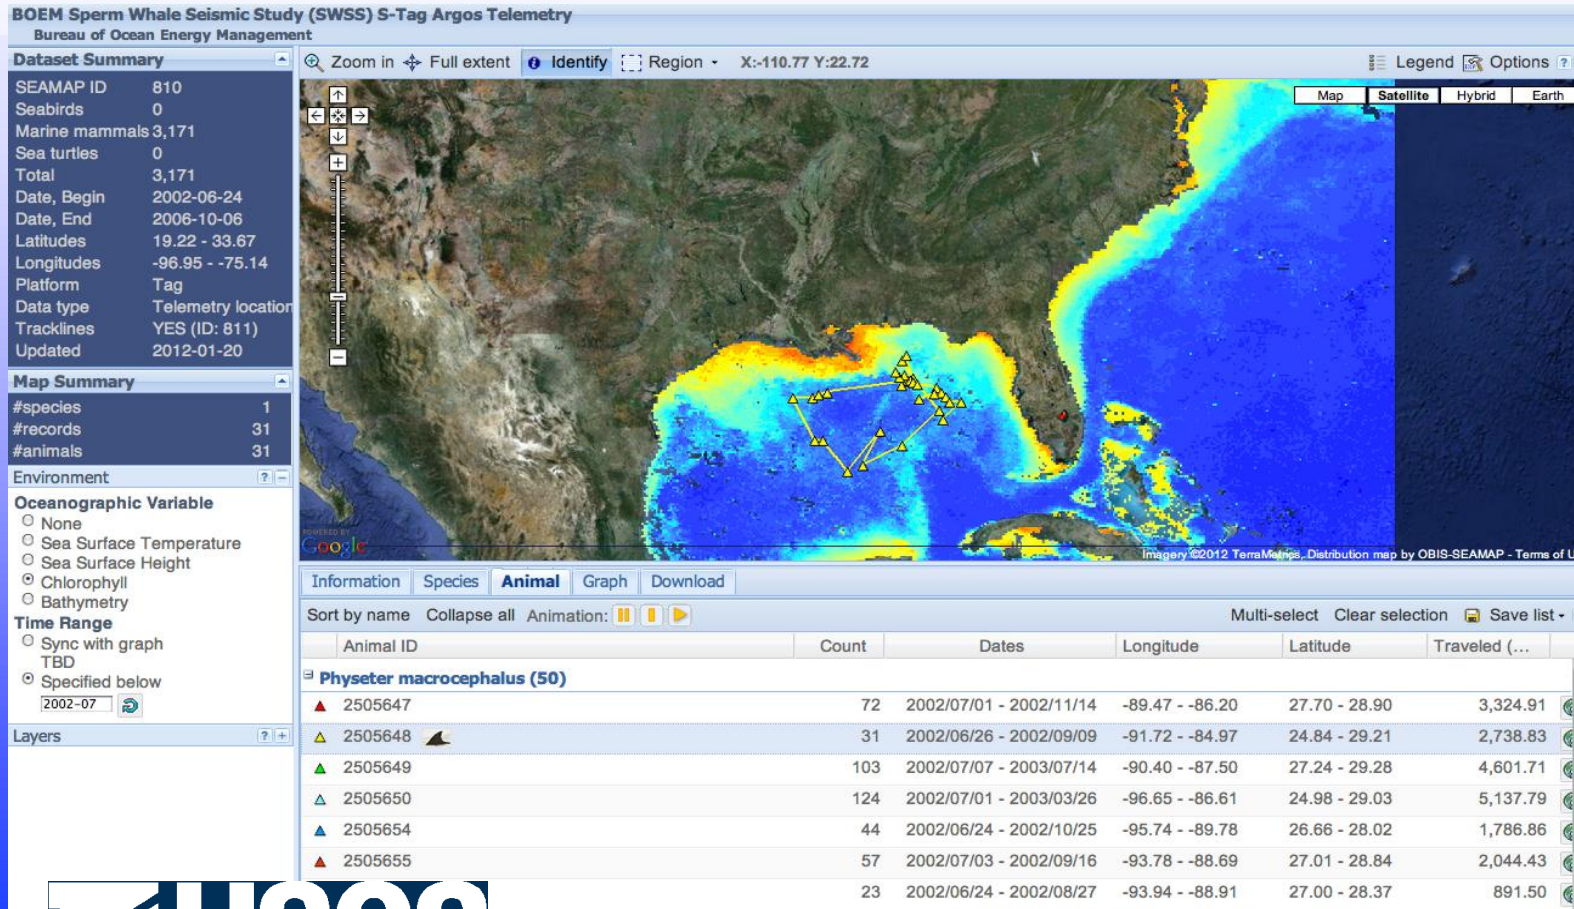 BOEM Sperm Whale Seismic Study (SWSS) S-Tag Argos Telemetry
Bureau of Ocean Energy Management
Dataset Summary
SEAMAP ID 810
Seabirds 0
Marine mammals 3,171
Sea turtles 0
Total 3,171
Date, Begin 2002-06-24
Date, End 2006-10-06
Latitudes 19.22 - 33.67
Longitudes -96.95 - -75.14
Platform Tag
Data type Telemetry location
Tracklines YES (ID: 811)
Updated 2012-01-20
Map Summary
#species 1
#records 31
#animals 31
Environment ? −
Oceanographic Variable
None
Sea Surface Temperature
Sea Surface Height
Chlorophyll
Bathymetry
Time Range
Sync with graph
TBD
Specified below
2002-07
Layers ? +
Zoom in Full extent Identify Region X:-110.77 Y:22.72 Legend Options ?
Map Satellite Hybrid Earth
POWERED BY
Google
Imagery ©2012 TerraMetrics, Distribution map by OBIS-SEAMAP - Terms of U
Information Species Animal Graph Download
Sort by name Collapse all Animation: Multi-select Clear selection Save list
Animal ID Count Dates Longitude Latitude Traveled (...
Physeter macrocephalus (50)
2505647 72 2002/07/01 - 2002/11/14 -89.47 - -86.20 27.70 - 28.90 3,324.91
2505648 31 2002/06/26 - 2002/09/09 -91.72 - -84.97 24.84 - 29.21 2,738.83
2505649 103 2002/07/07 - 2003/07/14 -90.40 - -87.50 27.24 - 29.28 4,601.71
2505650 124 2002/07/01 - 2003/03/26 -96.65 - -86.61 24.98 - 29.03 5,137.79
2505654 44 2002/06/24 - 2002/10/25 -95.74 - -89.78 26.66 - 28.02 1,786.86
2505655 57 2002/07/03 - 2002/09/16 -93.78 - -88.69 27.01 - 28.84 2,044.43
23 2002/06/24 - 2002/08/27 -93.94 - -88.91 27.00 - 28.37 891.50